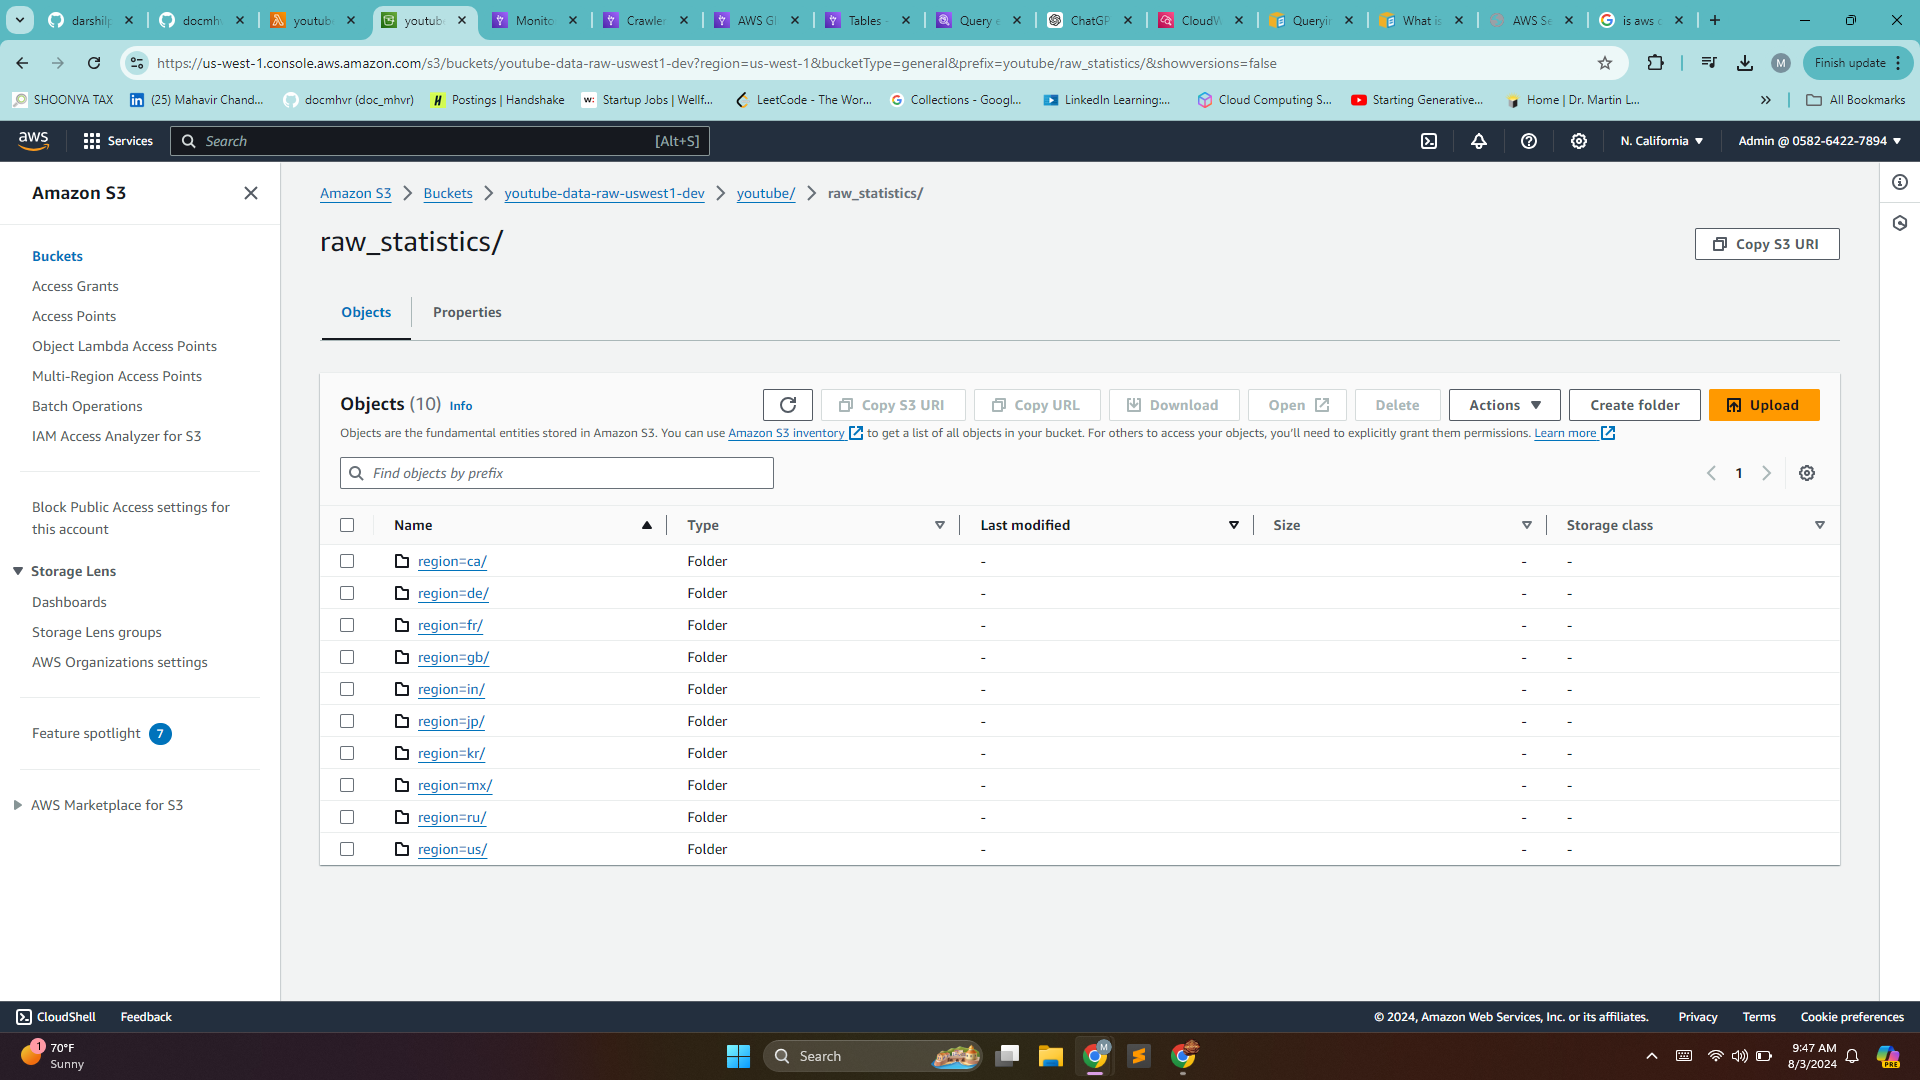 darshilp
docmhv
youtube
youtube
Monito
Crawler
AWS Gl
Tables -
Query e
ChatGP
CloudW
Queryin
What is
AWS Se
is aws c
https://us-west-1.console.aws.amazon.com/s3/buckets/youtube-data-raw-uswest1-dev?region=us-west-1&bucketType=general&prefix=youtube/raw_statistics/&showversions=false
M
Finish update
SHOONYA TAX
(25) Mahavir Chand...
docmhvr (doc_mhvr)
Postings | Handshake
Startup Jobs | Wellf...
LeetCode - The Wor...
Collections - Googl...
LinkedIn Learning:...
Cloud Computing S...
Starting Generative...
Home | Dr. Martin L...
All Bookmarks
aws
Services
Search
[Alt+S]
N. California
Admin @ 0582-6422-7894
Amazon S3
Buckets
Access Grants
Access Points
Object Lambda Access Points
Multi-Region Access Points
Batch Operations
IAM Access Analyzer for S3
Block Public Access settings for
this account
Storage Lens
Dashboards
Storage Lens groups
AWS Organizations settings
Feature spotlight 7
AWS Marketplace for S3
Amazon S3 > Buckets > youtube-data-raw-uswest1-dev > youtube/ > raw_statistics/
raw_statistics/
Copy S3 URI
Objects
Properties
Objects (10) Info
Copy S3 URI
Copy URL
Download
Open
Delete
Actions
Create folder
Upload
Objects are the fundamental entities stored in Amazon S3. You can use Amazon S3 inventory to get a list of all objects in your bucket. For others to access your objects, you'll need to explicitly grant them permissions. Learn more
Find objects by prefix
1
Name Type Last modified Size Storage class
region=ca/ Folder - - -
region=de/ Folder - - -
region=fr/ Folder - - -
region=gb/ Folder - - -
region=in/ Folder - - -
region=jp/ Folder - - -
region=kr/ Folder - - -
region=mx/ Folder - - -
region=ru/ Folder - - -
region=us/ Folder - - -
CloudShell
Feedback
© 2024, Amazon Web Services, Inc. or its affiliates.
Privacy
Terms
Cookie preferences
1
70°F
Sunny
Search
M
9:47 AM
8/3/2024
PRE